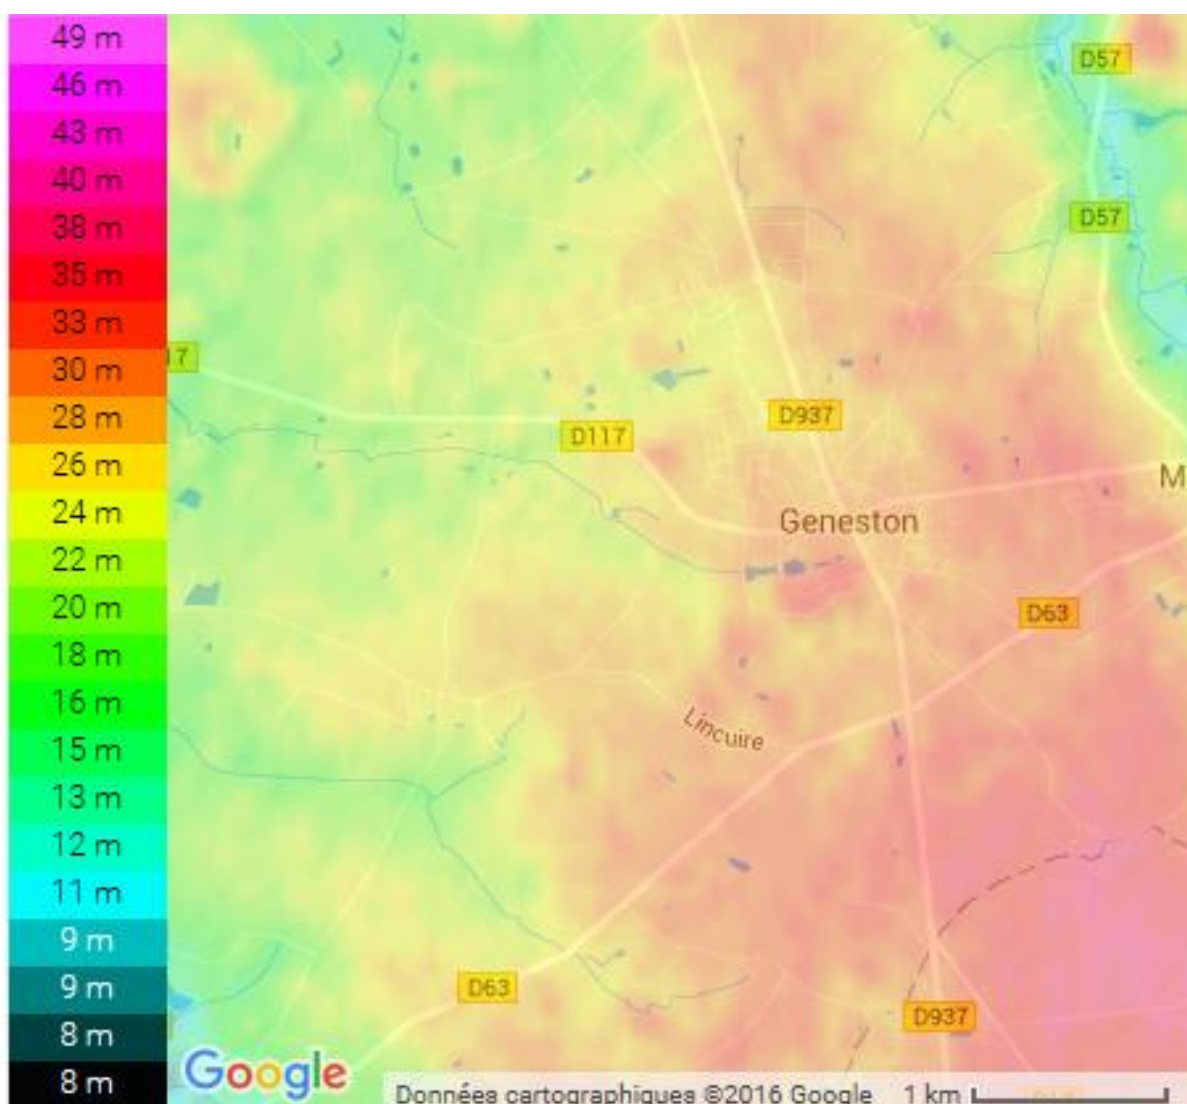 49 m
46 m
43 m
40 m
38 m
35 m
33 m
30 m
28 m
26 m
24 m
22 m
20 m
18 m
16 m
15 m
13 m
12 m
11 m
9 m
9 m
8 m
8 m
D57
D57
17
D937
D117
M
Geneston
D63
Lincuire
D63
D937
Google
Données cartographiques ©2016 Google 1 km